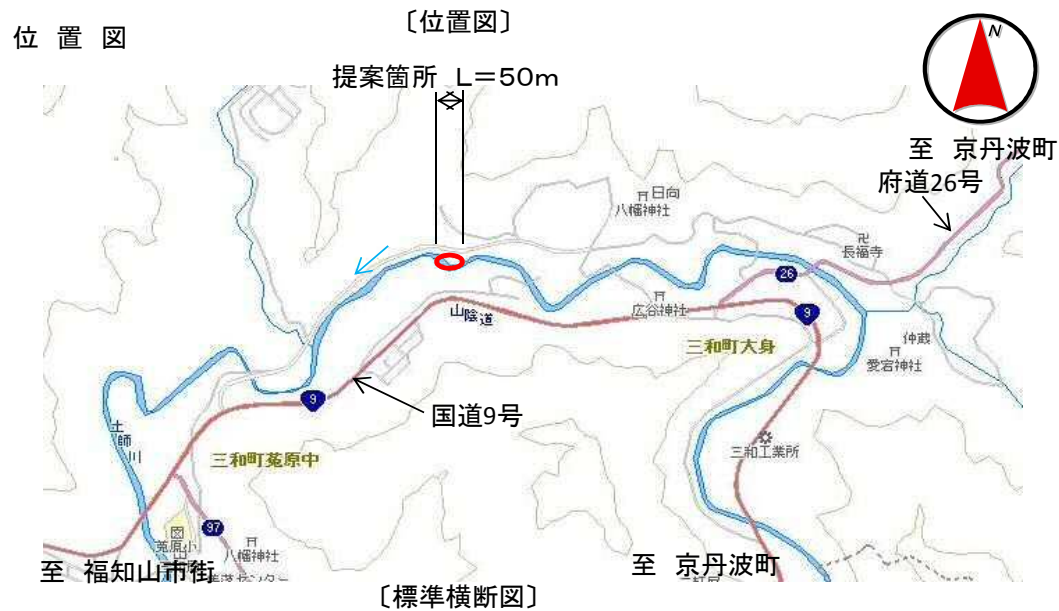 〔位置図〕
位 置 図
提案箇所 L=50m
N
至 京丹波町
府道26号
日向
八幡神社
長福寺
26
広谷神社
山陰道
9
三和町大身
仲蔵
愛宕神社
9
国道9号
土師川
三和町菟原中
三和工業所
97
菟原小
八幡神社
至 福知山市街
至 京丹波町
〔標準横断図〕